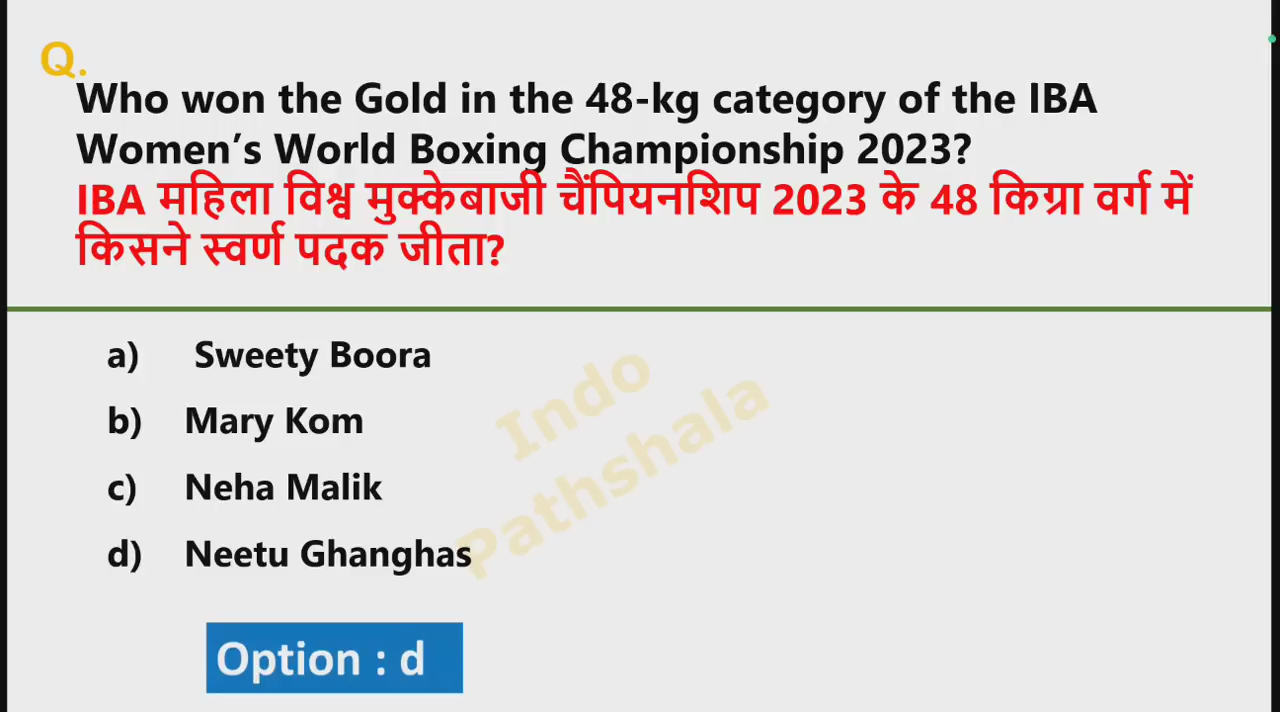 Q.
Who won the Gold in the 48-kg category of the IBA
Women’s World Boxing Championship 2023?
IBA महिला विश्व मुक्केबाजी चैंपियनशिप 2023 के 48 किग्रा वर्ग में
किसने स्वर्ण पदक जीता?
a) Sweety Boora
b) Mary Kom
c) Neha Malik
d) Neetu Ghanghas
Indo
Pathshala
Option : d